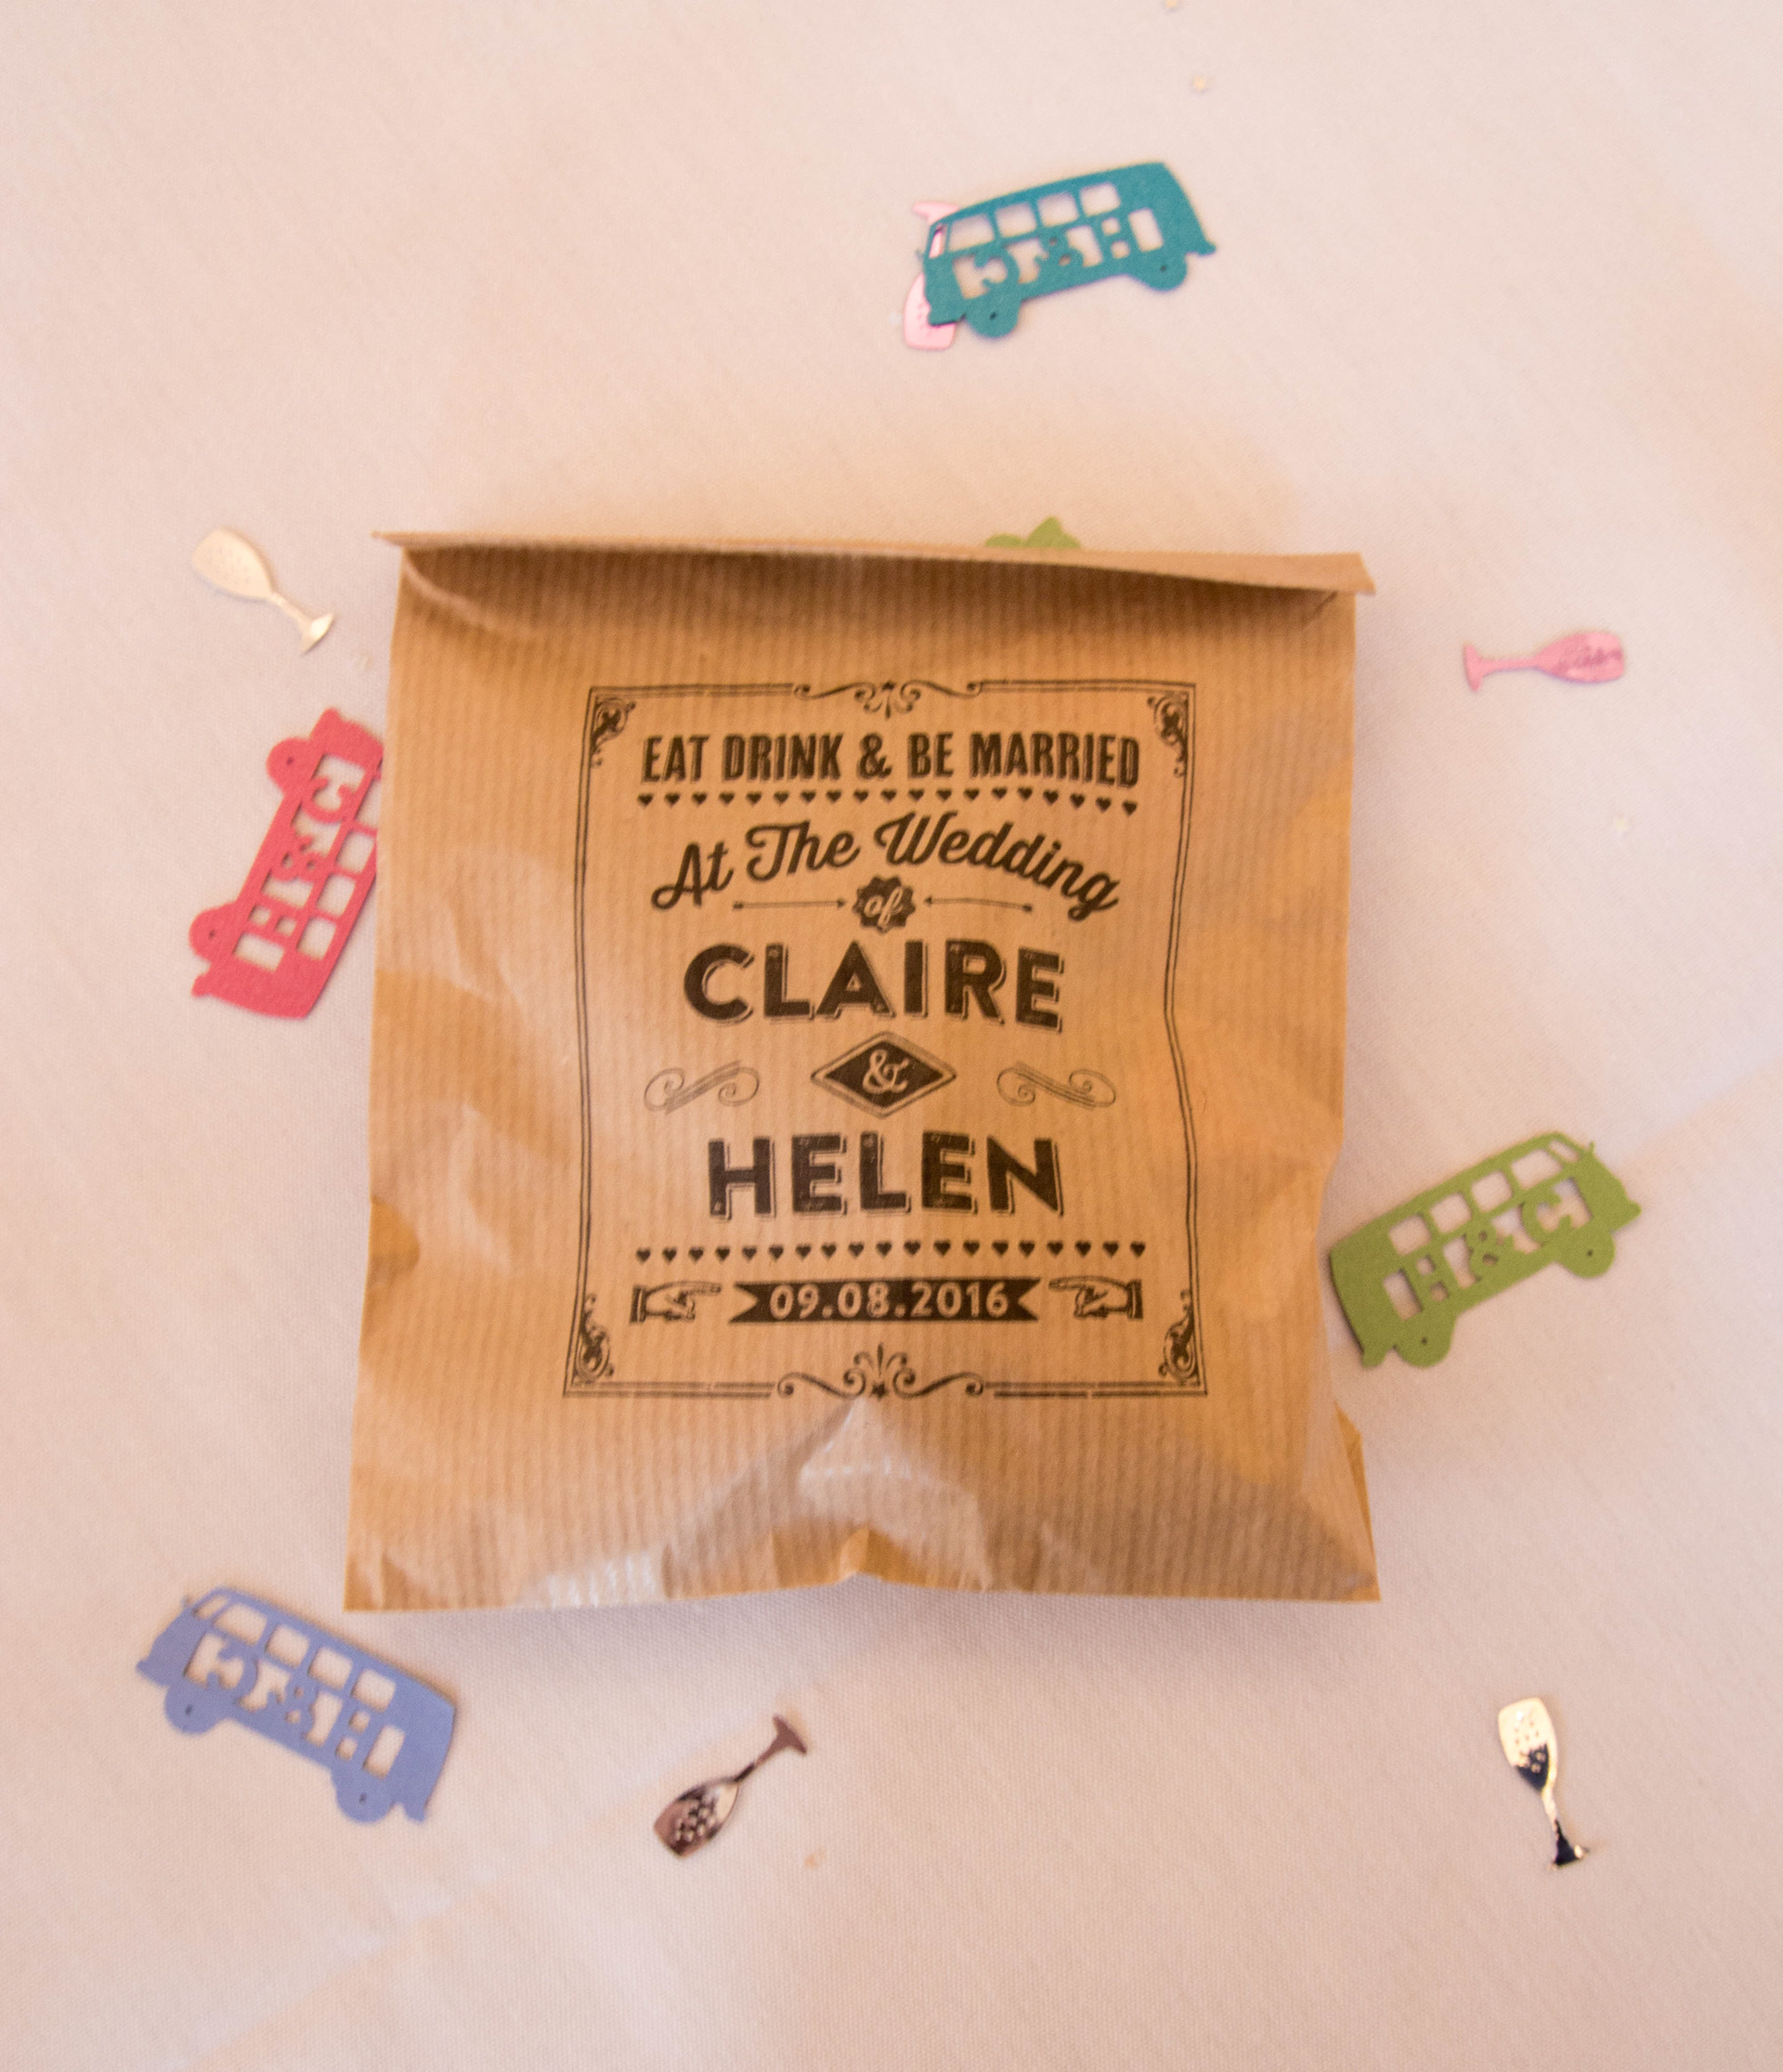 EAT DRINK & BE MARRIED
At The Wedding
of
CLAIRE
&
HELEN
09.08.2016
H&C
H&C
H&C
H&C